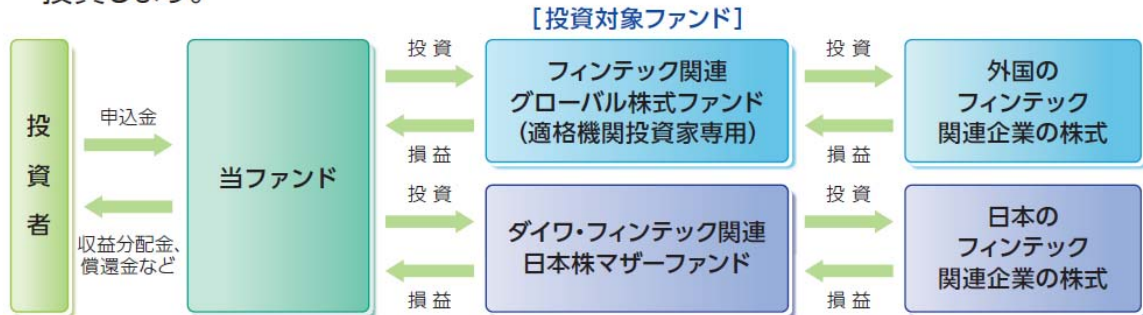 [投資対象ファンド]
投資者
申込金
収益分配金、
償還金など
当ファンド
投資
損益
フィンテック関連
グローバル株式ファンド
(適格機関投資家専用)
投資
損益
外国の
フィンテック
関連企業の株式
投資
損益
ダイワ・フィンテック関連
日本株マザーファンド
投資
損益
日本の
フィンテック
関連企業の株式